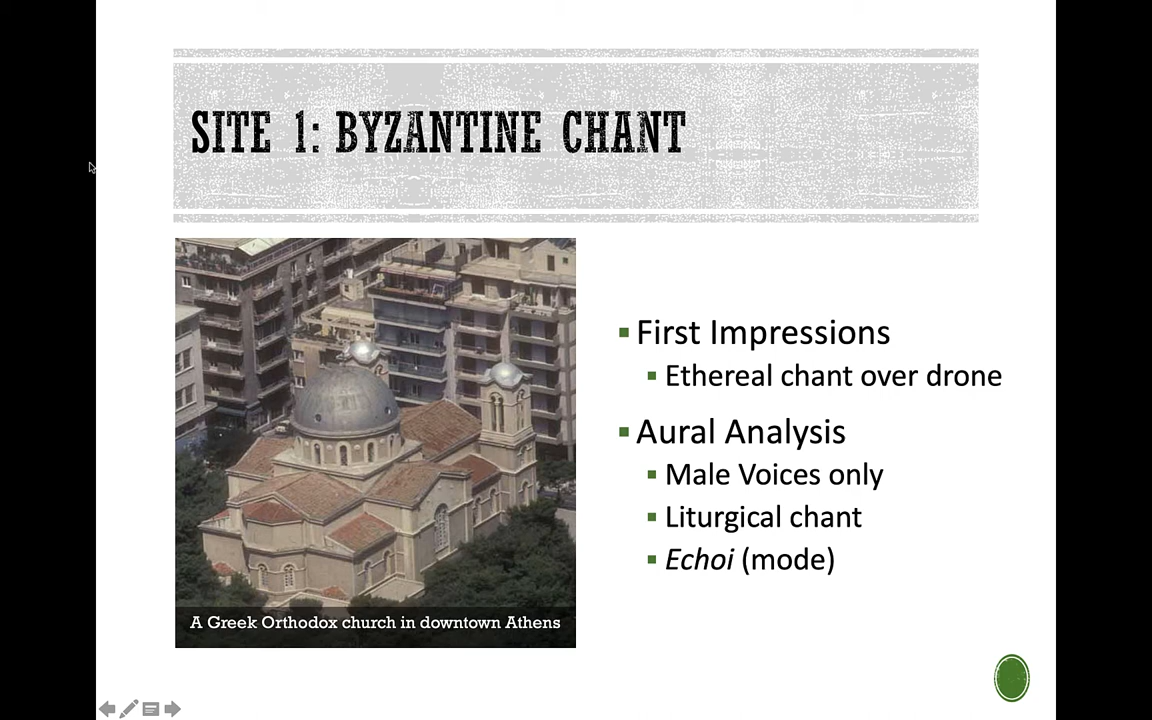 SITE 1: BYZANTINE CHANT
First Impressions
Ethereal chant over drone
Aural Analysis
Male Voices only
Liturgical chant
Echoi (mode)
A Greek Orthodox church in downtown Athens